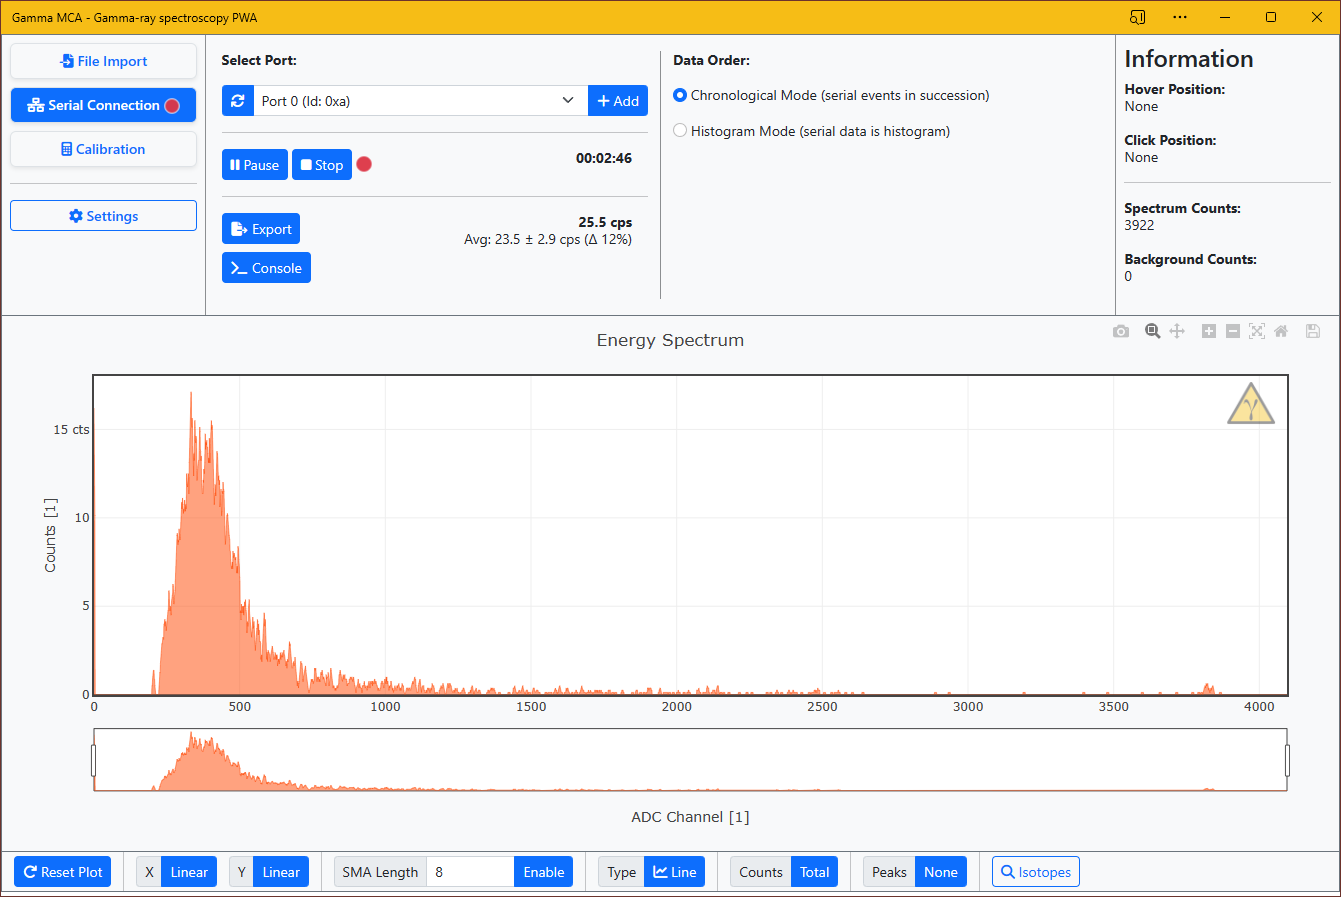 Gamma MCA - Gamma-ray spectroscopy PWA
File Import
Serial Connection
Calibration
Settings
Select Port:
Port 0 (Id: 0xa)
Add
Pause
Stop
00:02:46
Export
25.5 cps
Avg: 23.5 ± 2.9 cps (Δ 12%)
Console
Data Order:
Chronological Mode (serial events in succession)
Histogram Mode (serial data is histogram)
Information
Hover Position:
None
Click Position:
None
Spectrum Counts:
3922
Background Counts:
0
Energy Spectrum
γ
Counts [1]
15 cts
10
5
0
0 500 1000 1500 2000 2500 3000 3500 4000
ADC Channel [1]
Reset Plot X Linear Y Linear SMA Length 8 Enable Type Line Counts Total Peaks None Isotopes